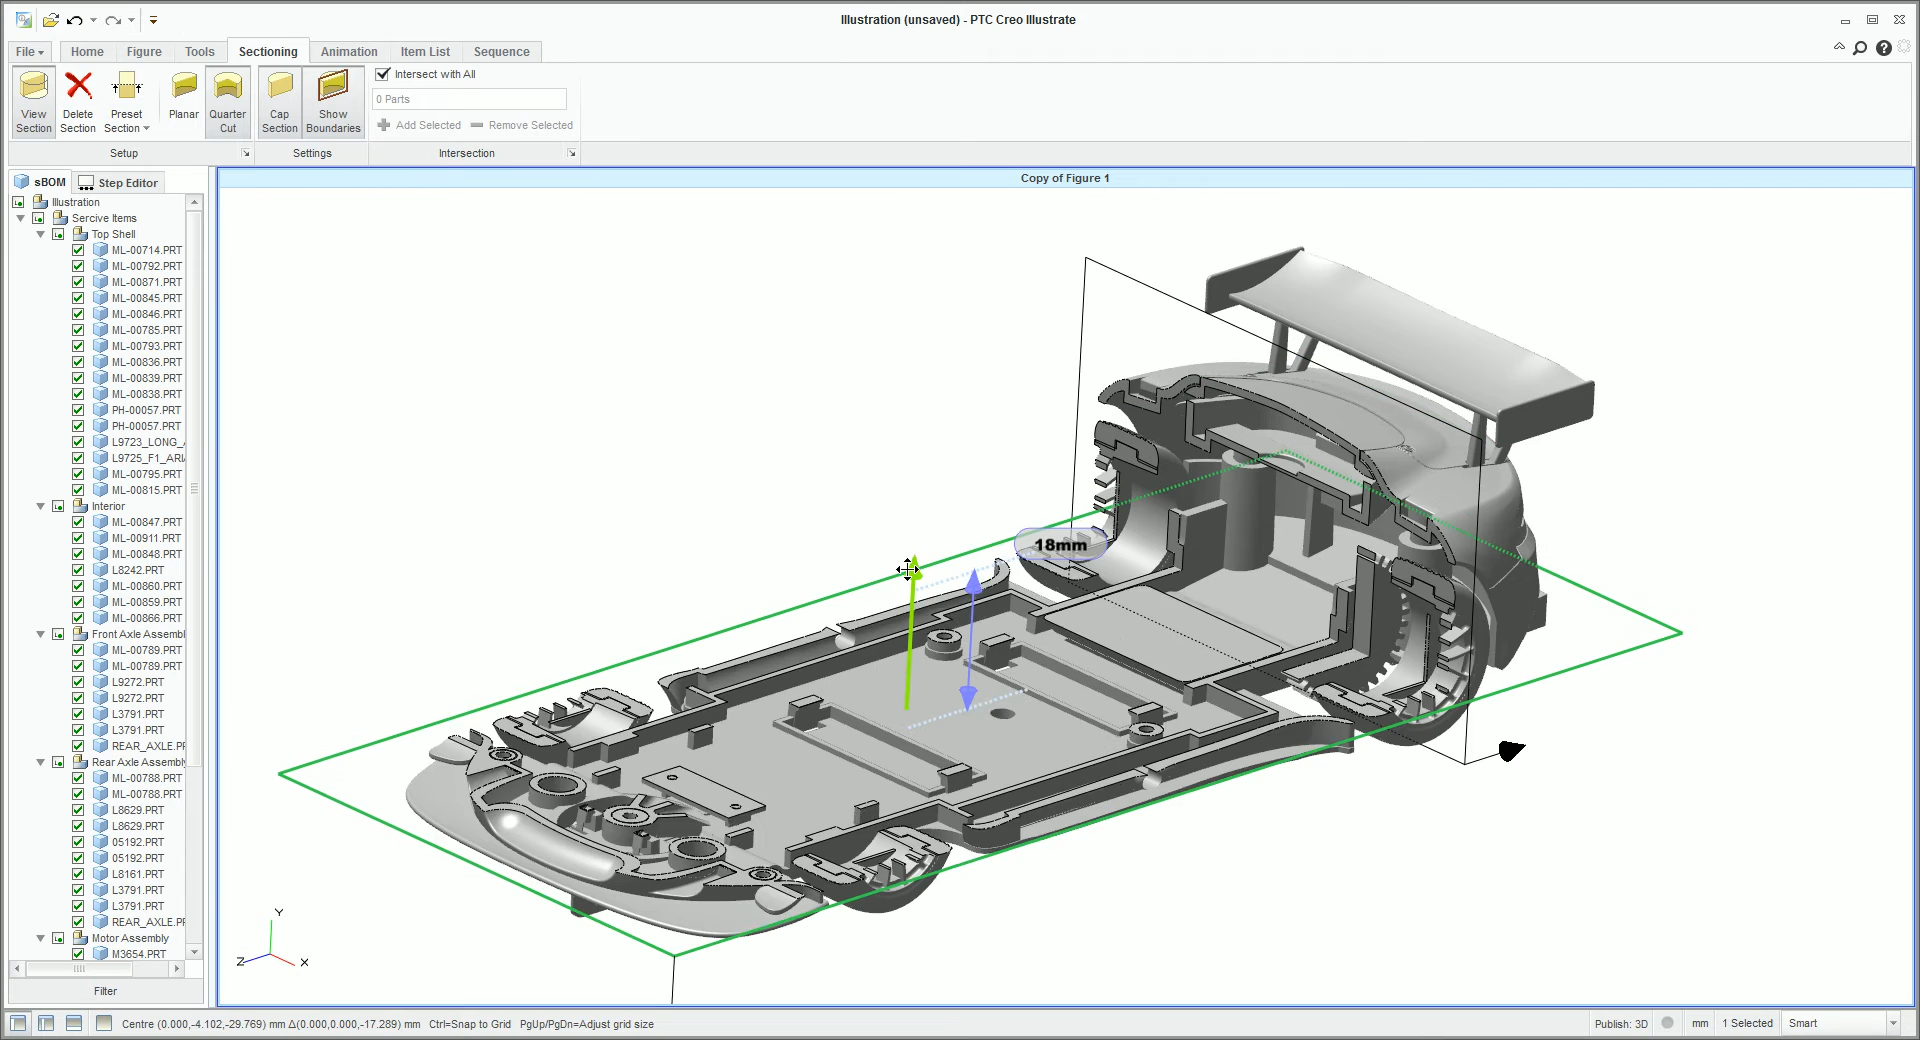 Illustration (unsaved) - PTC Creo Illustrate
File Home Figure Tools Sectioning Animation Item List Sequence
View Section
Delete Section
Preset Section
Planar
Quarter Cut
Cap Section
Show Boundaries
Intersect with All
0 Parts
Add Selected Remove Selected
Setup Settings Intersection
sBOM Step Editor
Copy of Figure 1
Illustration
Sercive Items
Top Shell
ML-00714.PRT
ML-00792.PRT
ML-00871.PRT
ML-00845.PRT
ML-00846.PRT
ML-00785.PRT
ML-00793.PRT
ML-00836.PRT
ML-00839.PRT
ML-00838.PRT
PH-00057.PRT
PH-00057.PRT
L9723_LONG_
L9725_F1_ARI
ML-00795.PRT
ML-00815.PRT
Interior
ML-00847.PRT
ML-00911.PRT
ML-00848.PRT
L8242.PRT
ML-00860.PRT
ML-00859.PRT
ML-00866.PRT
Front Axle Assembl
ML-00789.PRT
ML-00789.PRT
L9272.PRT
L9272.PRT
L3791.PRT
L3791.PRT
REAR_AXLE.PF
Rear Axle Assembly
ML-00788.PRT
ML-00788.PRT
L8629.PRT
L8629.PRT
05192.PRT
05192.PRT
L8161.PRT
L3791.PRT
L3791.PRT
REAR_AXLE.PF
Motor Assembly
M3654.PRT
Filter
18mm
Y
Z X
Centre (0.000,-4.102,-29.769) mm Δ(0.000,0.000,-17.289) mm Ctrl=Snap to Grid PgUp/PgDn=Adjust grid size
Publish: 3D mm 1 Selected Smart